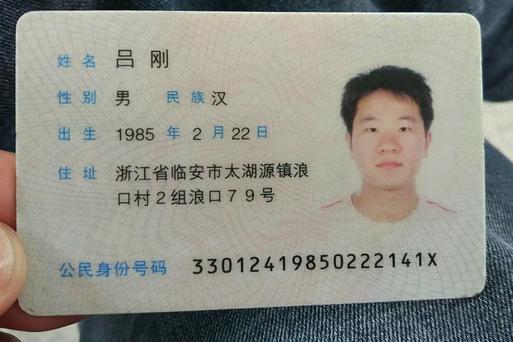 姓名 吕刚
性别 男 民族 汉
出生 1985 年 2 月 22 日
住址 浙江省临安市太湖源镇浪
口村2组浪口79号
公民身份号码 33012419850222141X